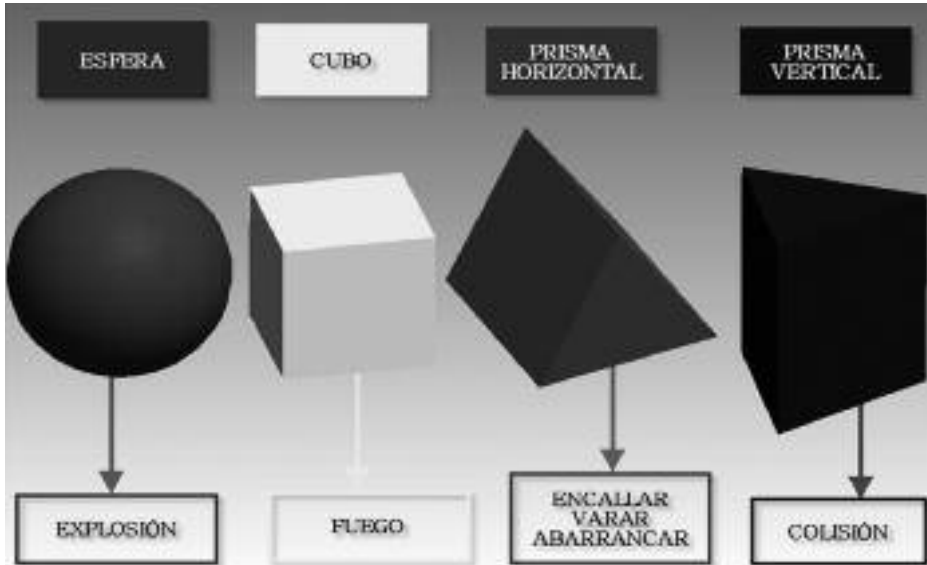 ESFERA
CUBO
PRISMA
HORIZONTAL
PRISMA
VERTICAL
EXPLOSIÓN
FUEGO
ENCALLAR
VARAR
ABARRANCAR
COLISIÓN